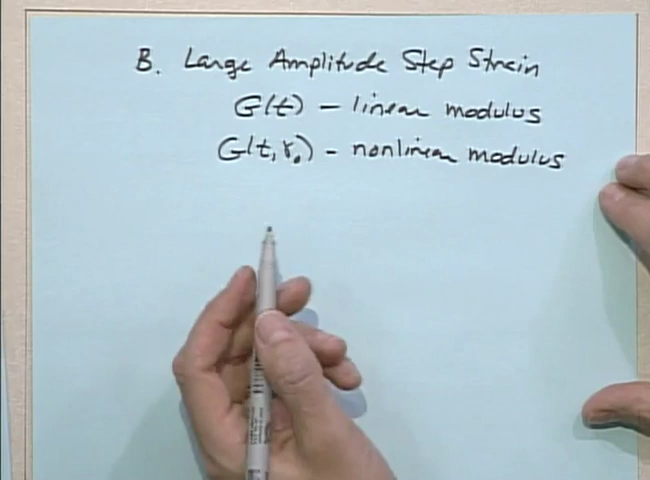 B. Large Amplitude Step Strain
G(t) – linear modulus
G(t, γ₀) – nonlinear modulus